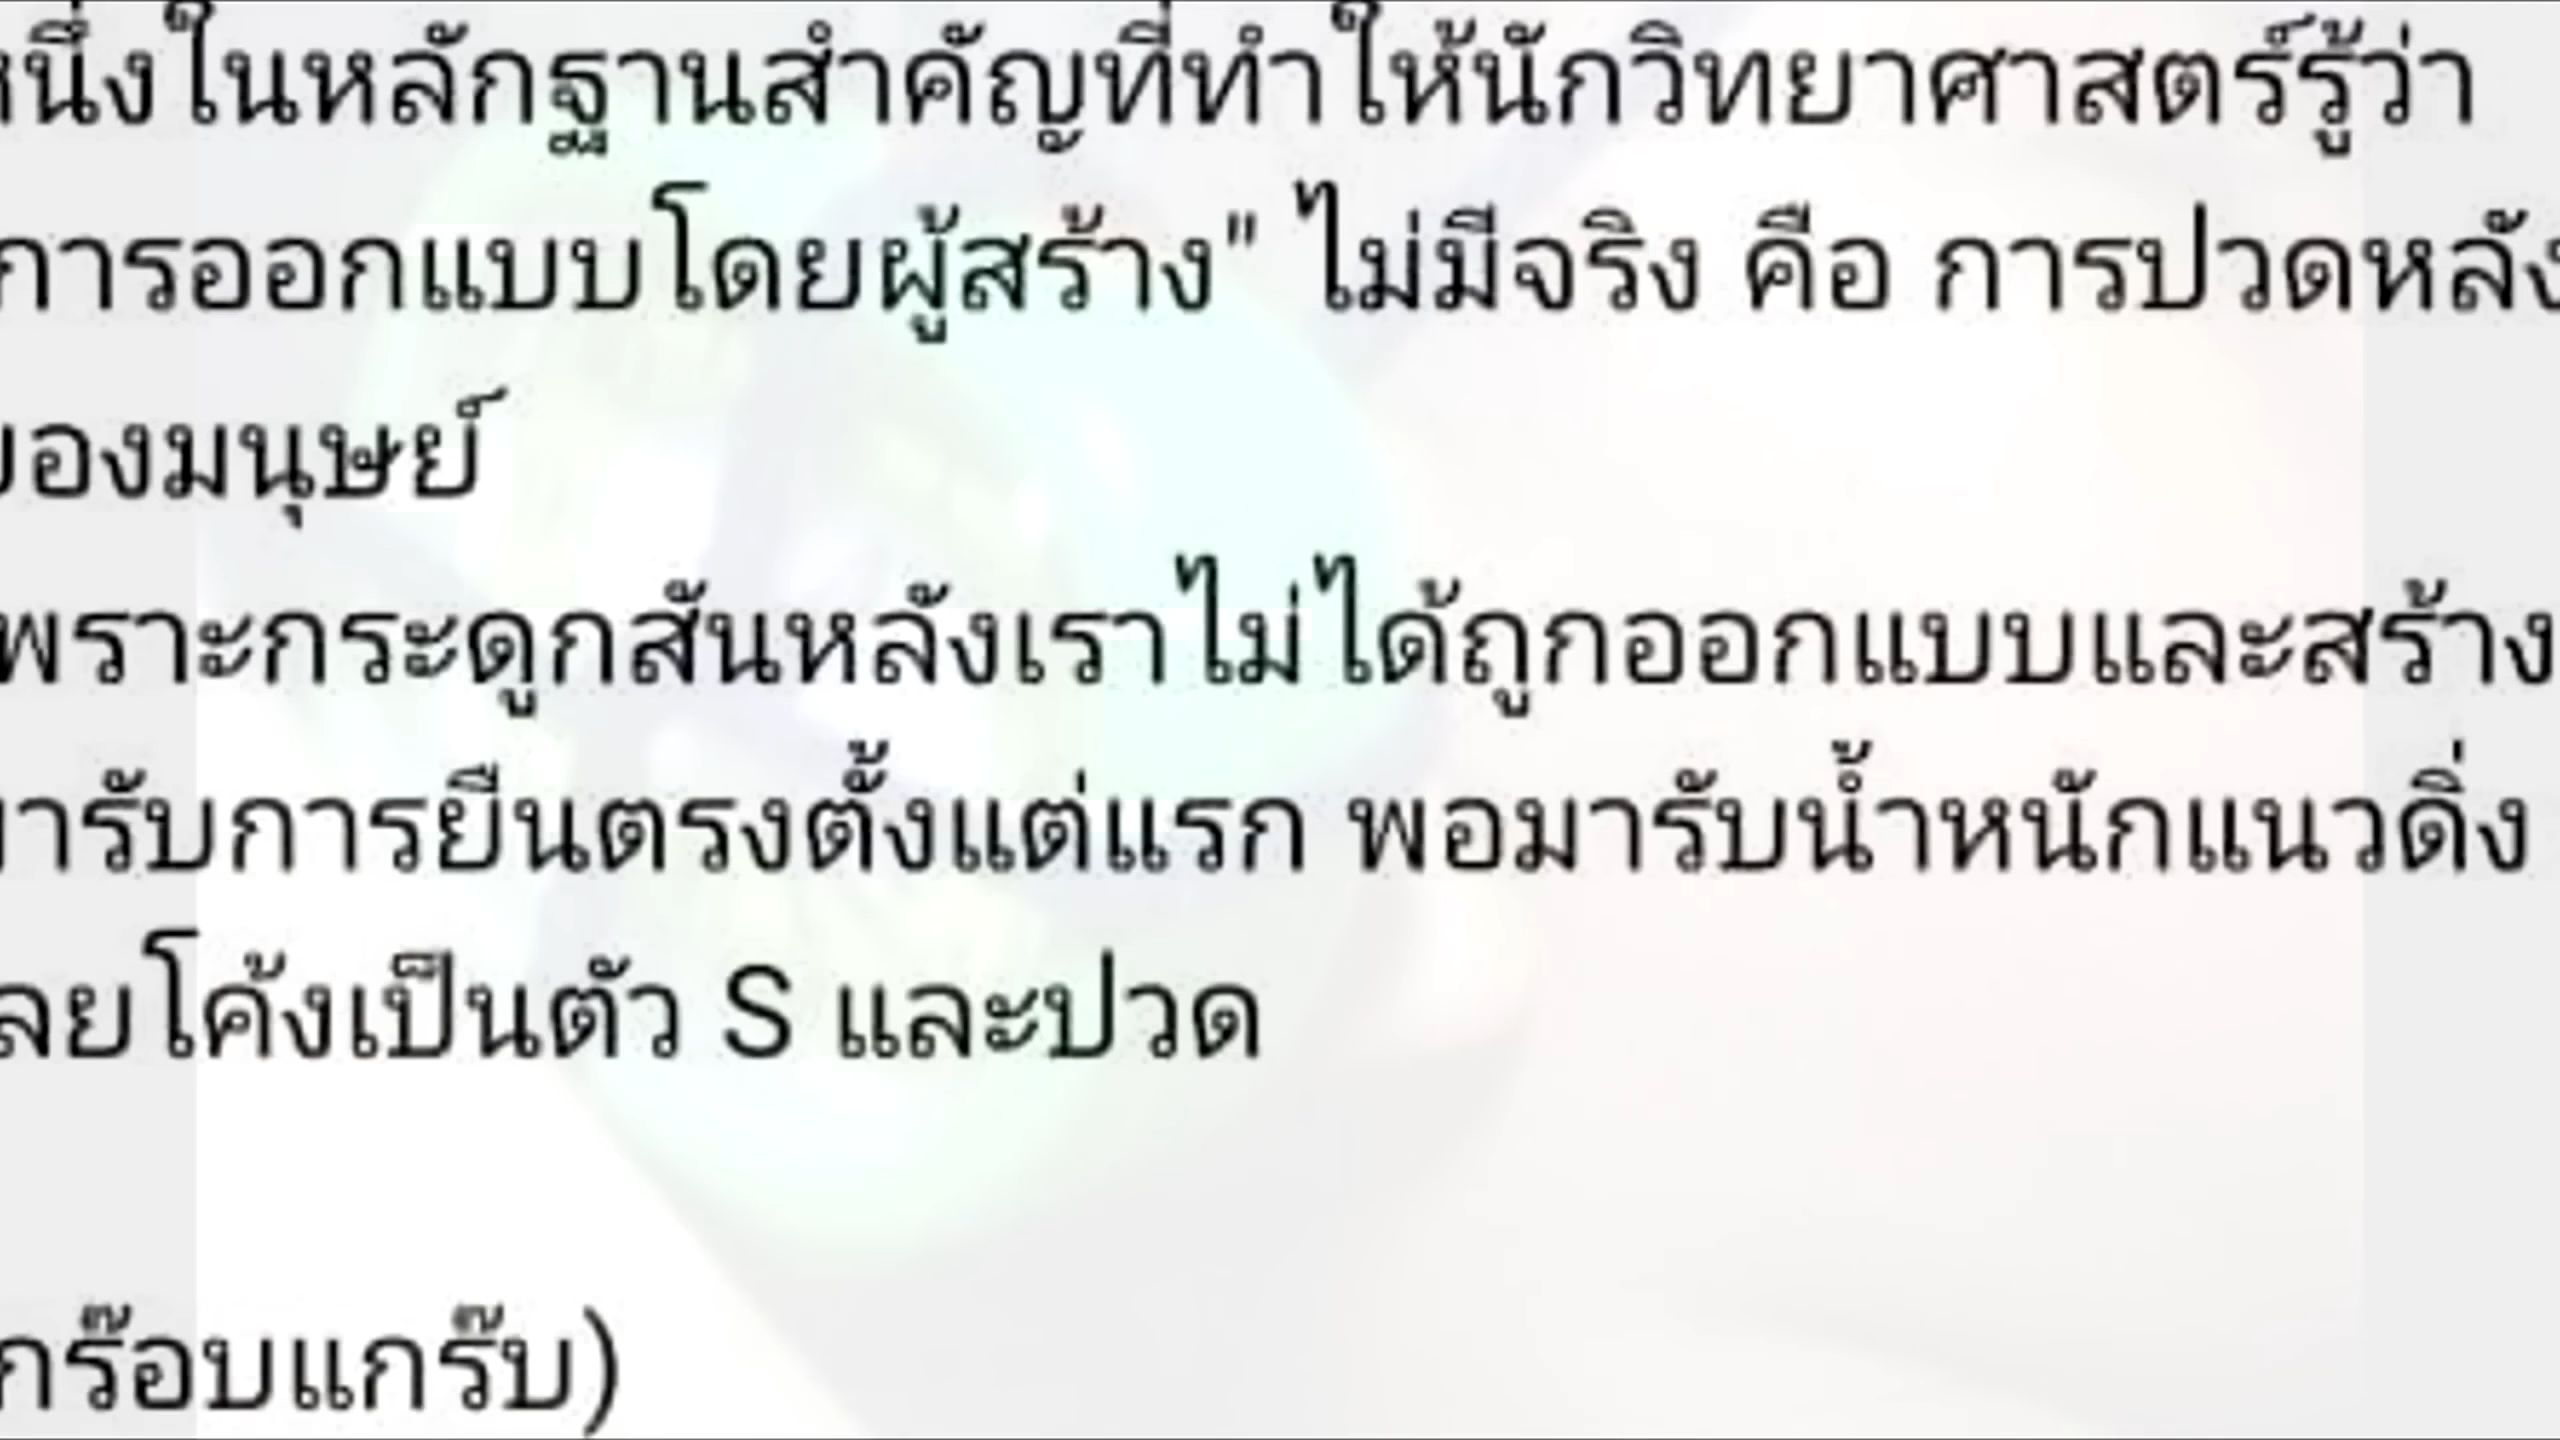 หนึ่งในหลักฐานสำคัญที่ทำให้นักวิทยาศาสตร์รู้ว่า
การออกแบบโดยผู้สร้าง" ไม่มีจริง คือ การปวดหลัง
ของมนุษย์
พราะกระดูกสันหลังเราไม่ได้ถูกออกแบบและสร้าง
มารับการยืนตรงตั้งแต่แรก พอมารับน้ำหนักแนวดิ่ง
ลยโค้งเป็นตัว S และปวด
กร๊อบแกร๊บ)